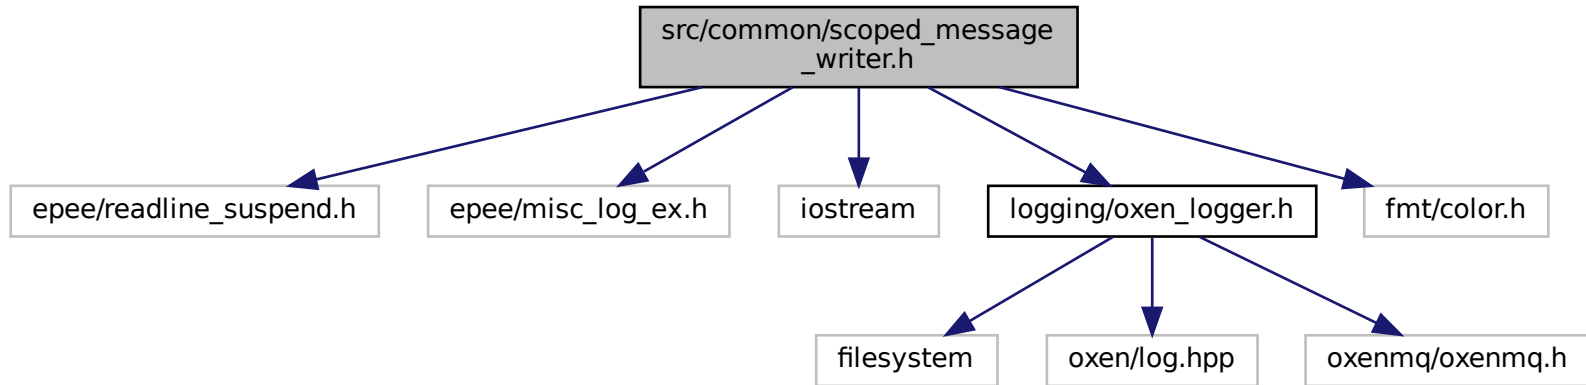 src/common/scoped_message
_writer.h
epee/readline_suspend.h
epee/misc_log_ex.h
iostream
logging/oxen_logger.h
fmt/color.h
filesystem
oxen/log.hpp
oxenmq/oxenmq.h